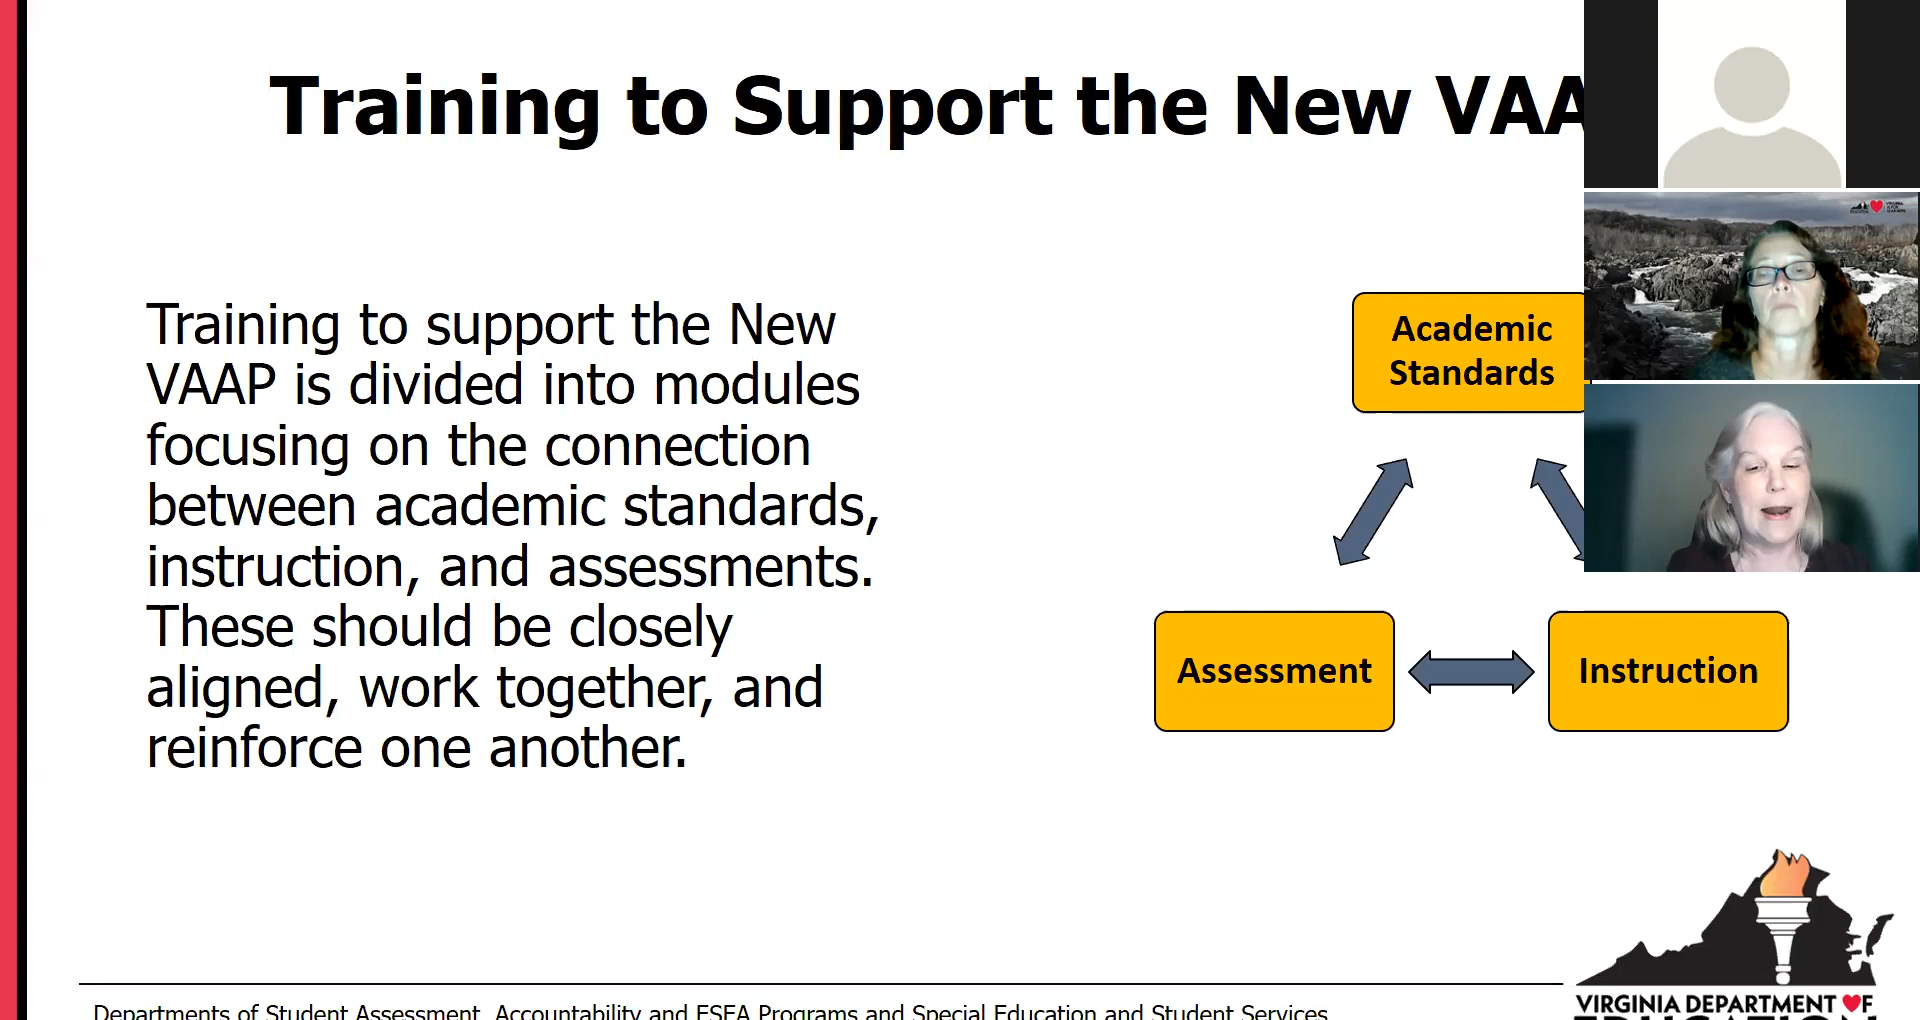 Training to Support the New VAA
Training to support the New
VAAP is divided into modules
focusing on the connection
between academic standards,
instruction, and assessments.
These should be closely
aligned, work together, and
reinforce one another.
Academic
Standards
Assessment
Instruction
Departments of Student Assessment, Accountability and ESEA Programs and Special Education and Student Services
VIRGINIA DEPARTMENT OF
EDUCATION